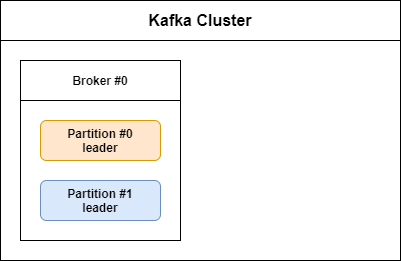 Kafka Cluster
Broker #0
Partition #0
leader
Partition #1
leader